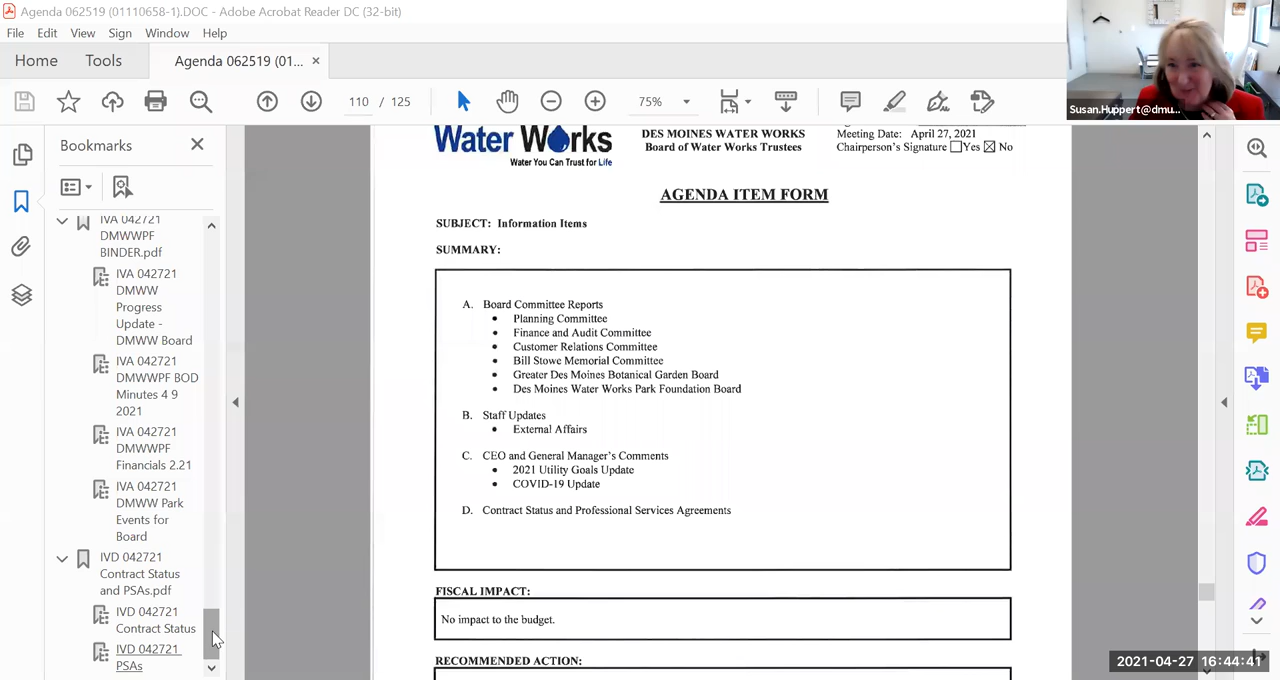 Agenda 062519 (01110658-1).DOC - Adobe Acrobat Reader DC (32-bit)
File Edit View Sign Window Help
Home Tools Agenda 062519 (01... ×
110 / 125 75%
Susan.Huppert@dmu...
Bookmarks
IVA 042721
DMWWPF
BINDER.pdf
IVA 042721
DMWW
Progress
Update -
DMWW Board
IVA 042721
DMWWPF BOD
Minutes 4 9
2021
IVA 042721
DMWWPF
Financials 2.21
IVA 042721
DMWW Park
Events for
Board
IVD 042721
Contract Status
and PSAs.pdf
IVD 042721
Contract Status
IVD 042721
PSAs
Water Works
Water You Can Trust for Life
DES MOINES WATER WORKS
Board of Water Works Trustees
Meeting Date: April 27, 2021
Chairperson's Signature ☐Yes ☒ No
AGENDA ITEM FORM
SUBJECT: Information Items
SUMMARY:
A. Board Committee Reports
• Planning Committee
• Finance and Audit Committee
• Customer Relations Committee
• Bill Stowe Memorial Committee
• Greater Des Moines Botanical Garden Board
• Des Moines Water Works Park Foundation Board
B. Staff Updates
• External Affairs
C. CEO and General Manager's Comments
• 2021 Utility Goals Update
• COVID-19 Update
D. Contract Status and Professional Services Agreements
FISCAL IMPACT:
No impact to the budget.
RECOMMENDED ACTION:
2021-04-27 16:44:41